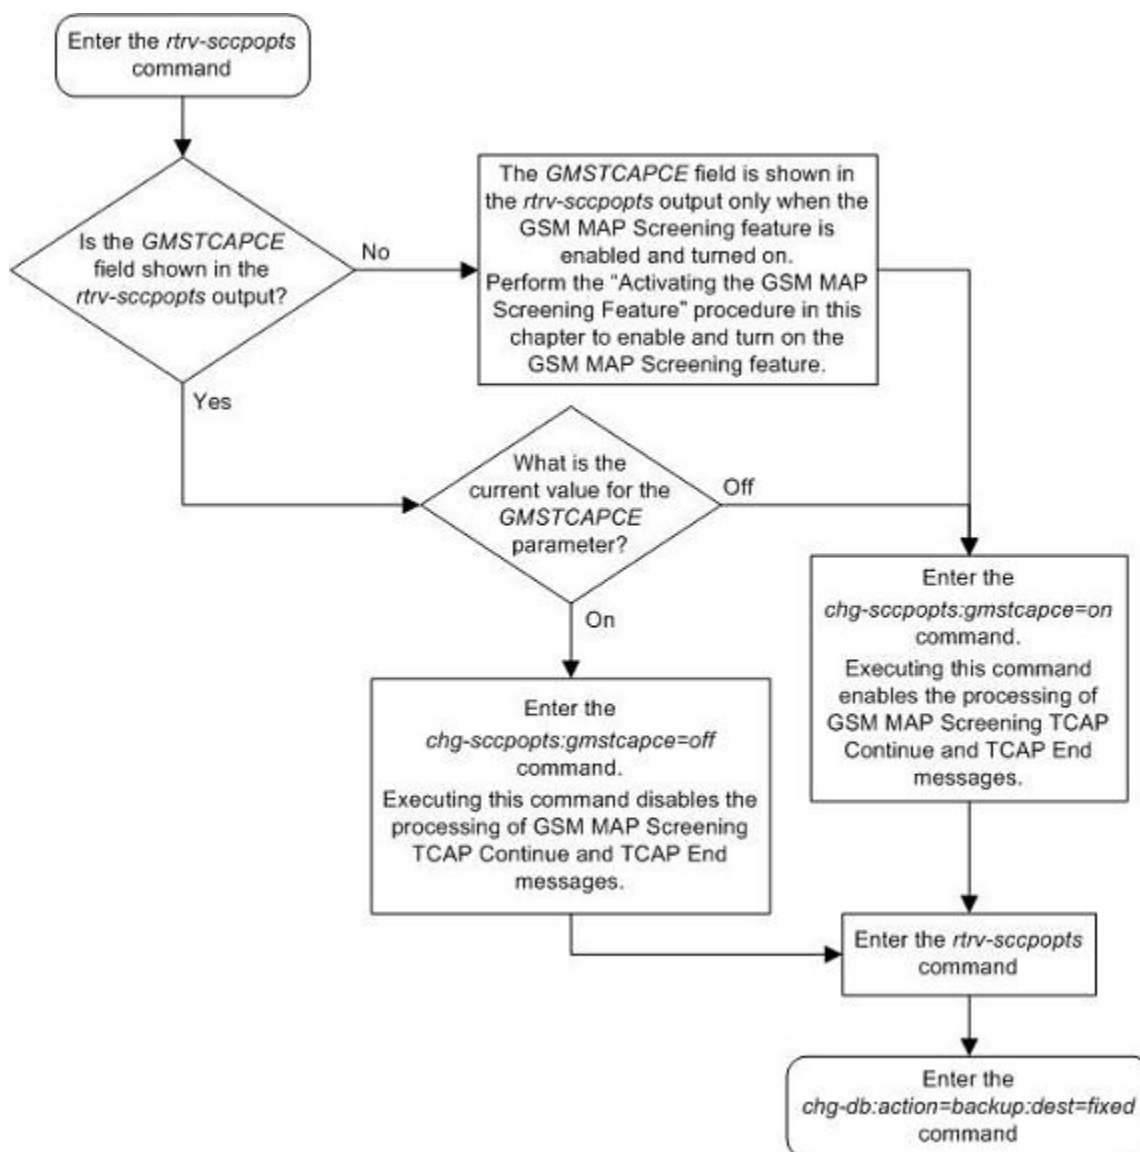 Enter the rtrv-sccpopts
command
Is the GMSTCAPCE
field shown in the
rtrv-sccpopts output?
No
The GMSTCAPCE field is shown in
the rtrv-sccpopts output only when the
GSM MAP Screening feature is
enabled and turned on.
Perform the "Activating the GSM MAP
Screening Feature" procedure in this
chapter to enable and turn on the
GSM MAP Screening feature.
Yes
What is the
current value for the
GMSTCAPCE
parameter?
Off
On
Enter the
chg-sccpopts:gmstcapce=on
command.
Executing this command
enables the processing of
GSM MAP Screening TCAP
Continue and TCAP End
messages.
Enter the
chg-sccpopts:gmstcapce=off
command.
Executing this command disables the
processing of GSM MAP Screening
TCAP Continue and TCAP End
messages.
Enter the rtrv-sccpopts
command
Enter the
chg-db:action=backup:dest=fixed
command